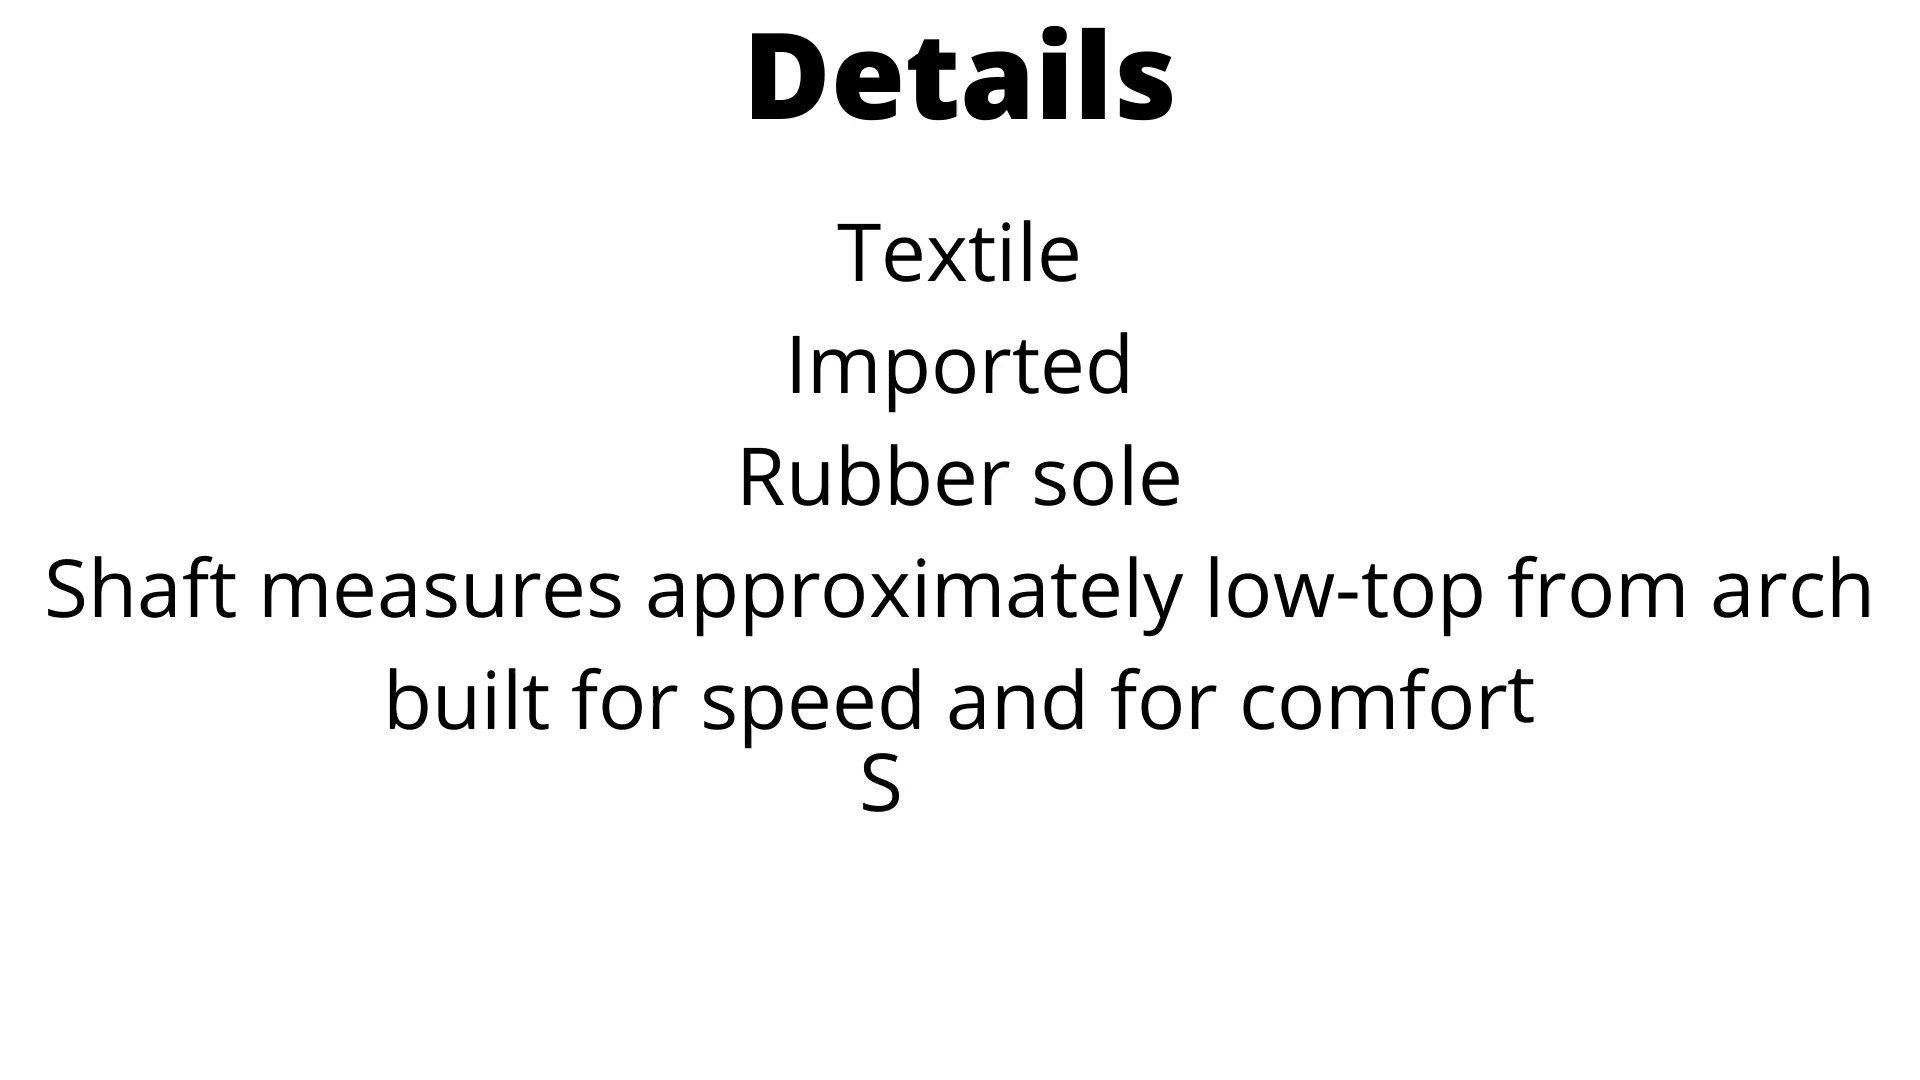 Details
Textile
Imported
Rubber sole
Shaft measures approximately low-top from arch
built for speed and for comfort
S